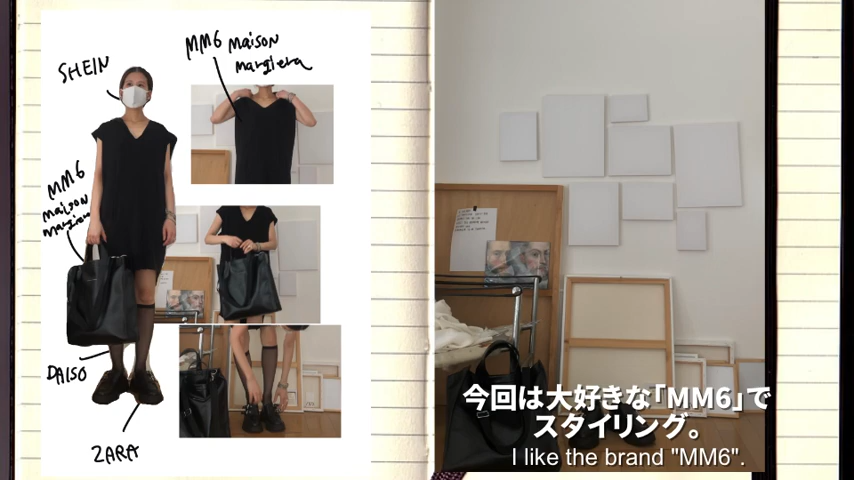 SHEIN
MM6 Maison
Margiela
MM6
Maison
Margiela
DAISO
ZARA
今回は大好きな「MM6」で
スタイリング。
I like the brand "MM6".